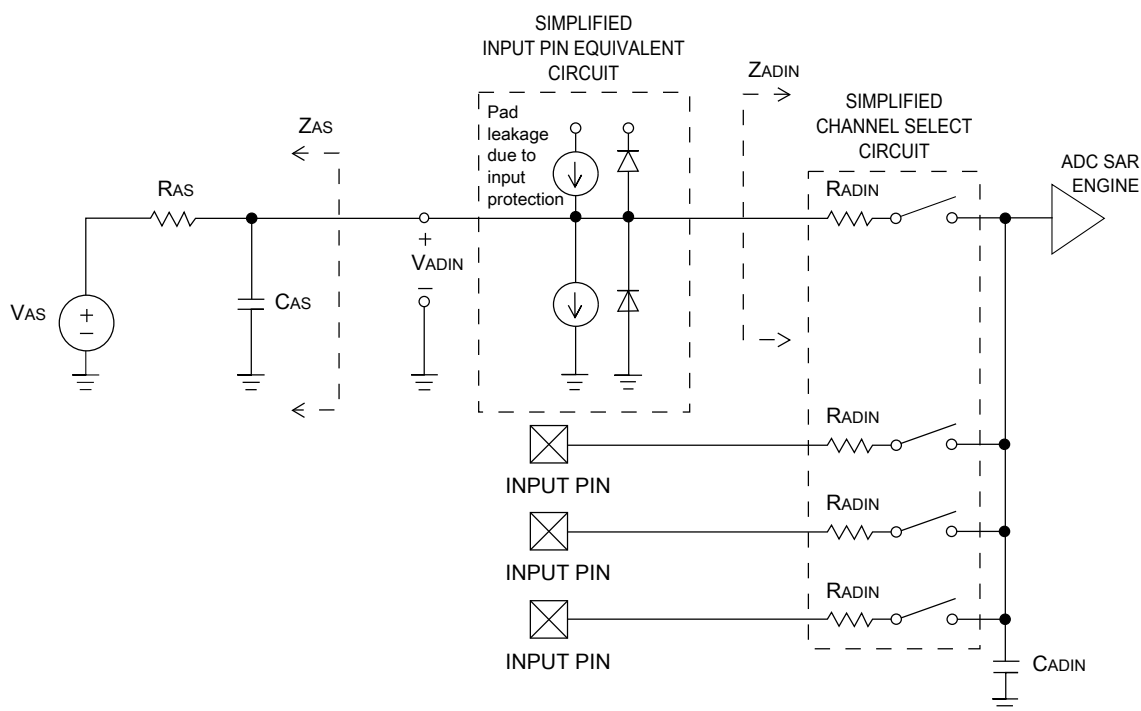 SIMPLIFIED
INPUT PIN EQUIVALENT
CIRCUIT
Pad
leakage
due to
input
protection
ZAS
ZADIN
SIMPLIFIED
CHANNEL SELECT
CIRCUIT
ADC SAR
ENGINE
RAS
RADIN
+
VADIN
–
CAS
VAS
+
–
RADIN
INPUT PIN
RADIN
INPUT PIN
RADIN
INPUT PIN
CADIN